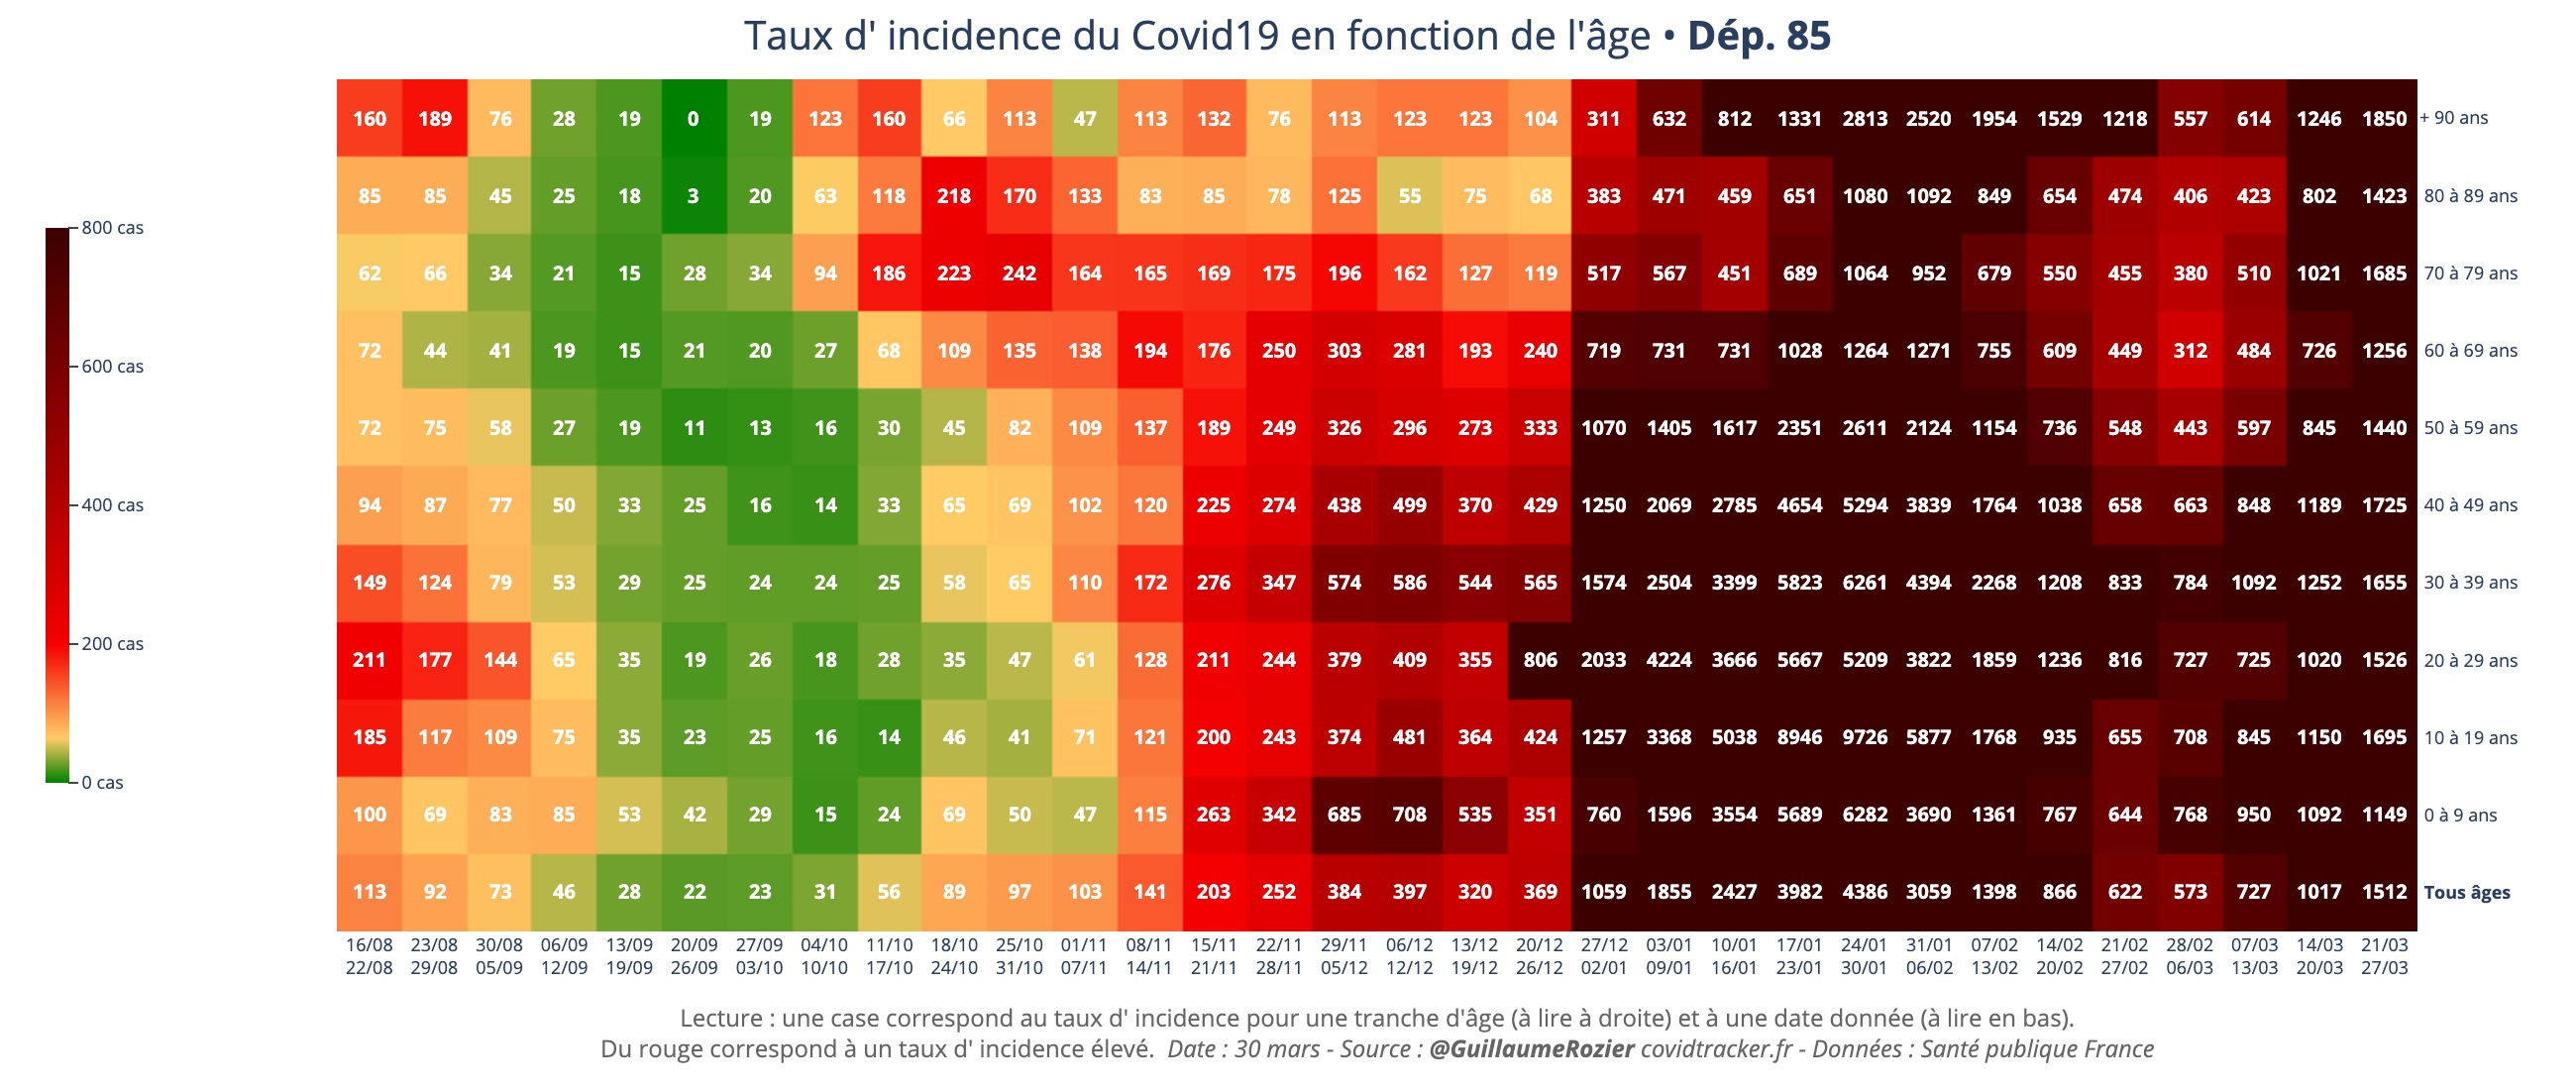 Taux d' incidence du Covid19 en fonction de l'âge • Dép. 85
160 189 76 28 19 0 19 123 160 66 113 47 113 132 76 113 123 123 104 311 632 812 1331 2813 2520 1954 1529 1218 557 614 1246 1850 + 90 ans
85 85 45 25 18 3 20 63 118 218 170 133 83 85 78 125 55 75 68 383 471 459 651 1080 1092 849 654 474 406 423 802 1423 80 à 89 ans
62 66 34 21 15 28 34 94 186 223 242 164 165 169 175 196 162 127 119 517 567 451 689 1064 952 679 550 455 380 510 1021 1685 70 à 79 ans
72 44 41 19 15 21 20 27 68 109 135 138 194 176 250 303 281 193 240 719 731 731 1028 1264 1271 755 609 449 312 484 726 1256 60 à 69 ans
72 75 58 27 19 11 13 16 30 45 82 109 137 189 249 326 296 273 333 1070 1405 1617 2351 2611 2124 1154 736 548 443 597 845 1440 50 à 59 ans
94 87 77 50 33 25 16 14 33 65 69 102 120 225 274 438 499 370 429 1250 2069 2785 4654 5294 3839 1764 1038 658 663 848 1189 1725 40 à 49 ans
149 124 79 53 29 25 24 24 25 58 65 110 172 276 347 574 586 544 565 1574 2504 3399 5823 6261 4394 2268 1208 833 784 1092 1252 1655 30 à 39 ans
211 177 144 65 35 19 26 18 28 35 47 61 128 211 244 379 409 355 806 2033 4224 3666 5667 5209 3822 1859 1236 816 727 725 1020 1526 20 à 29 ans
185 117 109 75 35 23 25 16 14 46 41 71 121 200 243 374 481 364 424 1257 3368 5038 8946 9726 5877 1768 935 655 708 845 1150 1695 10 à 19 ans
100 69 83 85 53 42 29 15 24 69 50 47 115 263 342 685 708 535 351 760 1596 3554 5689 6282 3690 1361 767 644 768 950 1092 1149 0 à 9 ans
113 92 73 46 28 22 23 31 56 89 97 103 141 203 252 384 397 320 369 1059 1855 2427 3982 4386 3059 1398 866 622 573 727 1017 1512 Tous âges
16/08 23/08 30/08 06/09 13/09 20/09 27/09 04/10 11/10 18/10 25/10 01/11 08/11 15/11 22/11 29/11 06/12 13/12 20/12 27/12 03/01 10/01 17/01 24/01 31/01 07/02 14/02 21/02 28/02 07/03 14/03 21/03
22/08 29/08 05/09 12/09 19/09 26/09 03/10 10/10 17/10 24/10 31/10 07/11 14/11 21/11 28/11 05/12 12/12 19/12 26/12 02/01 09/01 16/01 23/01 30/01 06/02 13/02 20/02 27/02 06/03 13/03 20/03 27/03
800 cas
600 cas
400 cas
200 cas
0 cas
Lecture : une case correspond au taux d' incidence pour une tranche d'âge (à lire à droite) et à une date donnée (à lire en bas).
Du rouge correspond à un taux d' incidence élevé. Date : 30 mars - Source : @GuillaumeRozier covidtracker.fr - Données : Santé publique France